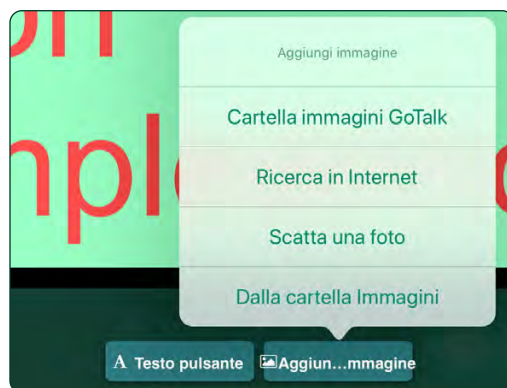 Aggiungi immagine
Cartella immagini GoTalk
Ricerca in Internet
Scatta una foto
Dalla cartella Immagini
A Testo pulsante
Aggiun...mmagine